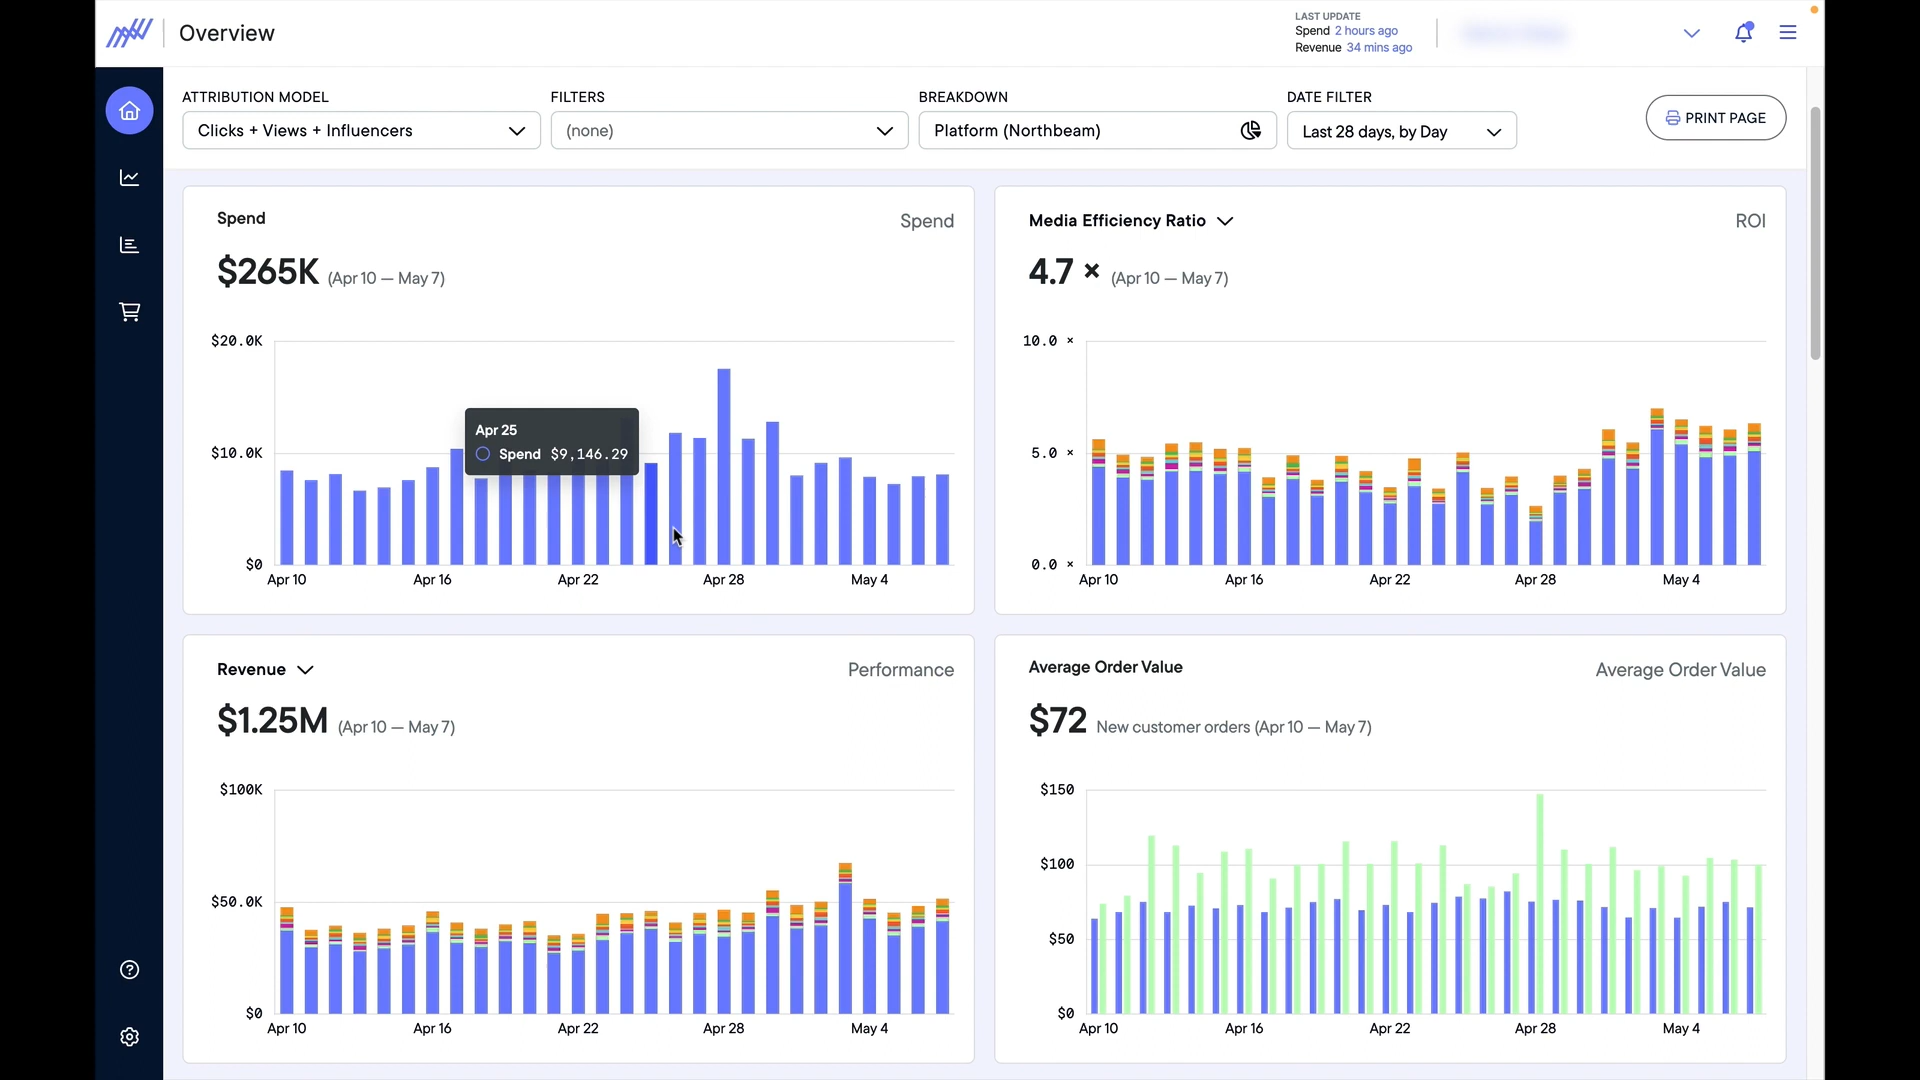 Overview
LAST UPDATE
Spend 2 hours ago
Revenue 34 mins ago
ATTRIBUTION MODEL
Clicks + Views + Influencers
FILTERS
(none)
BREAKDOWN
Platform (Northbeam)
DATE FILTER
Last 28 days, by Day
PRINT PAGE
Spend
Spend
$265K (Apr 10 — May 7)
$20.0K
$10.0K
$0
Apr 25
Spend $9,146.29
Apr 10 Apr 16 Apr 22 Apr 28 May 4
Media Efficiency Ratio
ROI
4.7 × (Apr 10 — May 7)
10.0 ×
5.0 ×
0.0 ×
Apr 10 Apr 16 Apr 22 Apr 28 May 4
Revenue
Performance
$1.25M (Apr 10 — May 7)
$100K
$50.0K
$0
Apr 10 Apr 16 Apr 22 Apr 28 May 4
Average Order Value
Average Order Value
$72 New customer orders (Apr 10 — May 7)
$150
$100
$50
$0
Apr 10 Apr 16 Apr 22 Apr 28 May 4